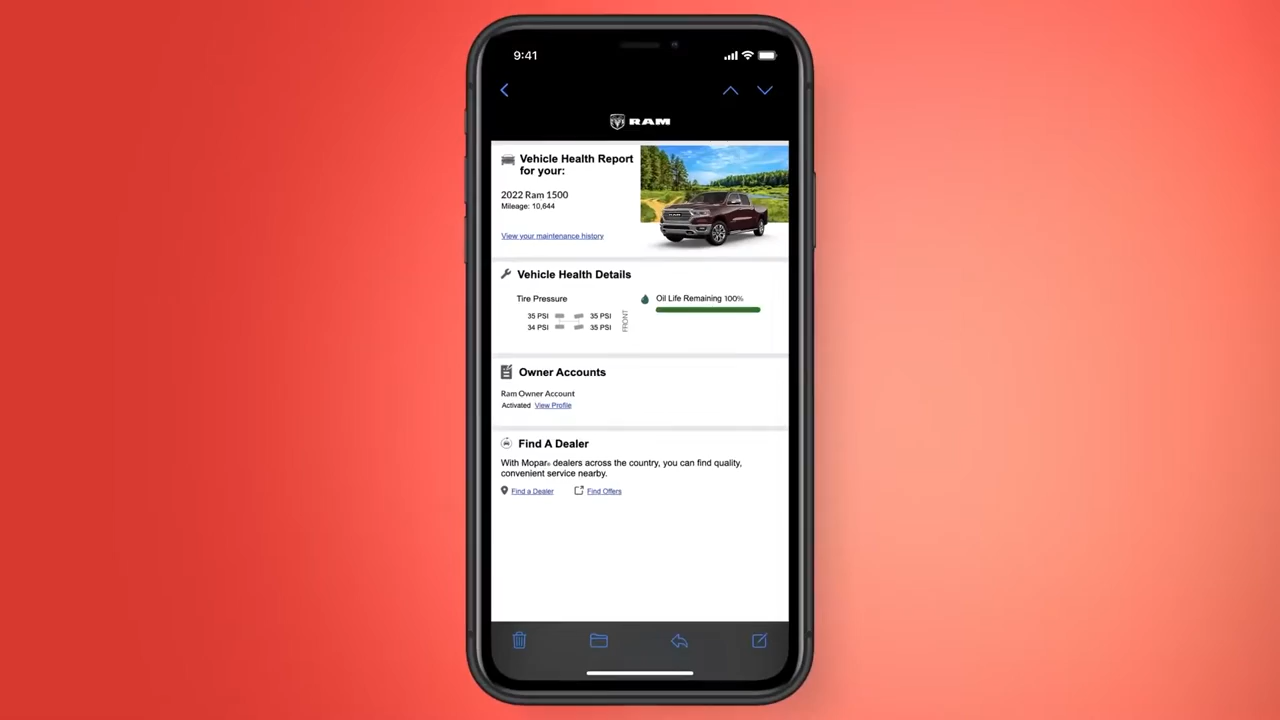 9:41
RAM
Vehicle Health Report
for your:
2022 Ram 1500
Mileage: 10,644
View your maintenance history
Vehicle Health Details
Tire Pressure
35 PSI 35 PSI
34 PSI 35 PSI
FRONT
Oil Life Remaining 100%
Owner Accounts
Ram Owner Account
Activated View Profile
Find A Dealer
With Mopar® dealers across the country, you can find quality,
convenient service nearby.
Find a Dealer Find Offers